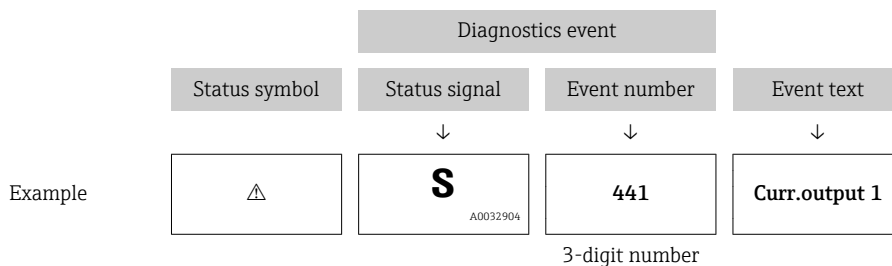 Diagnostics event
Status symbol Status signal Event number Event text
↓ ↓ ↓
Example ⚠ S 441 Curr.output 1
A0032904
3-digit number